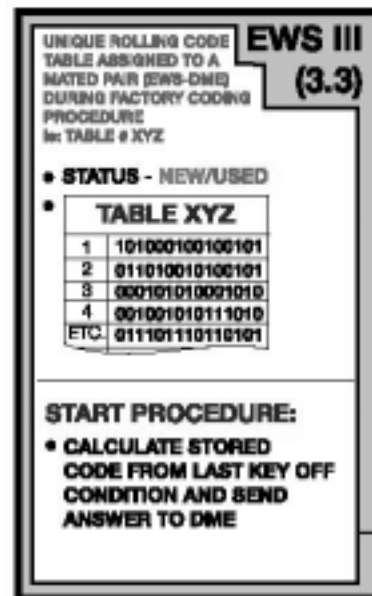 UNIQUE ROLLING CODE
TABLE ASSIGNED TO A
MATED PAIR (EWS-DME)
DURING FACTORY CODING
PROCEDURE
ie: TABLE # XYZ
EWS III
(3.3)
• STATUS - NEW/USED
•
TABLE XYZ
1 101000100100101
2 011010010100101
3 000101010001010
4 001001010111010
ETC. 011101110110101
START PROCEDURE:
• CALCULATE STORED
CODE FROM LAST KEY OFF
CONDITION AND SEND
ANSWER TO DME